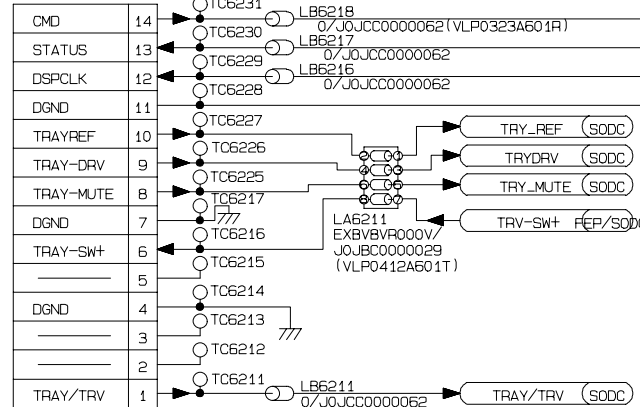 TC6231
CMD 14 LB6218
0/J0JCC0000062(VLP0323A601R)
TC6230
STATUS 13 LB6217
0/J0JCC0000062
TC6229
DSPCLK 12 LB6216
0/J0JCC0000062
TC6228
DGND 11
TC6227
TRAYREF 10 TRY_REF SODC
TC6226
TRAY-DRV 9 TRYDRV SODC
TC6225
TRAY-MUTE 8 TRY_MUTE SODC
TC6217
DGND 7 TRV-SW+ FEP/SODC
LA6211
EXBVBVR000V/
J0JBC0000029
(VLP0412A601T)
TC6216
TRAY-SW+ 6
TC6215
5
TC6214
DGND 4
TC6213
3
TC6212
2
TC6211
TRAY/TRV 1 LB6211 TRAY/TRV SODC
0/J0JCC0000062